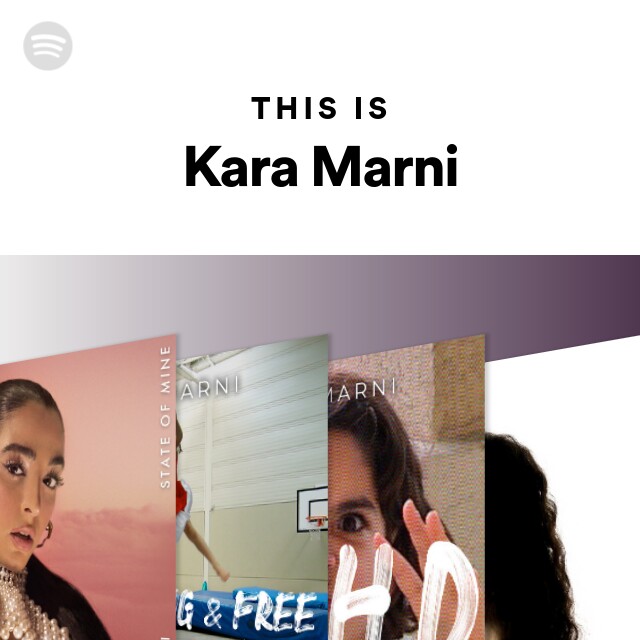 THIS IS
Kara Marni
STATE OF MINE
ARNI
MARNI
G & FREE